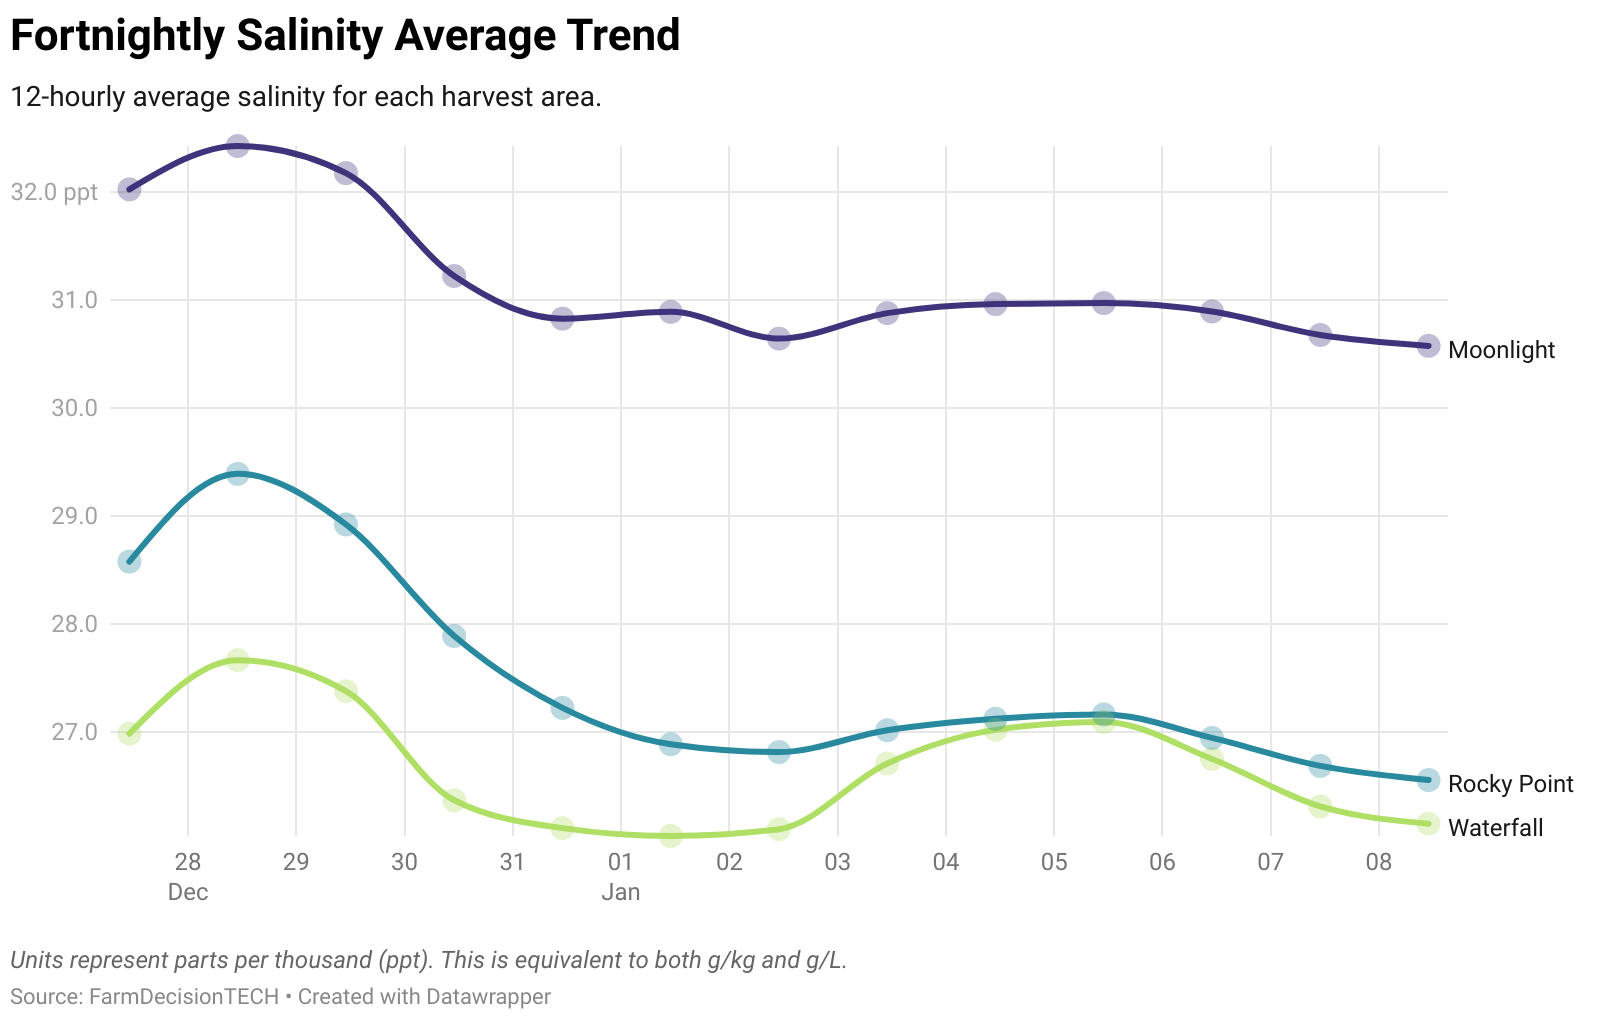 Fortnightly Salinity Average Trend
12-hourly average salinity for each harvest area.
32.0 ppt
31.0
Moonlight
30.0
29.0
28.0
27.0
Rocky Point
Waterfall
28 29 30 31 01 02 03 04 05 06 07 08
Dec Jan
Units represent parts per thousand (ppt). This is equivalent to both g/kg and g/L.
Source: FarmDecisionTECH • Created with Datawrapper